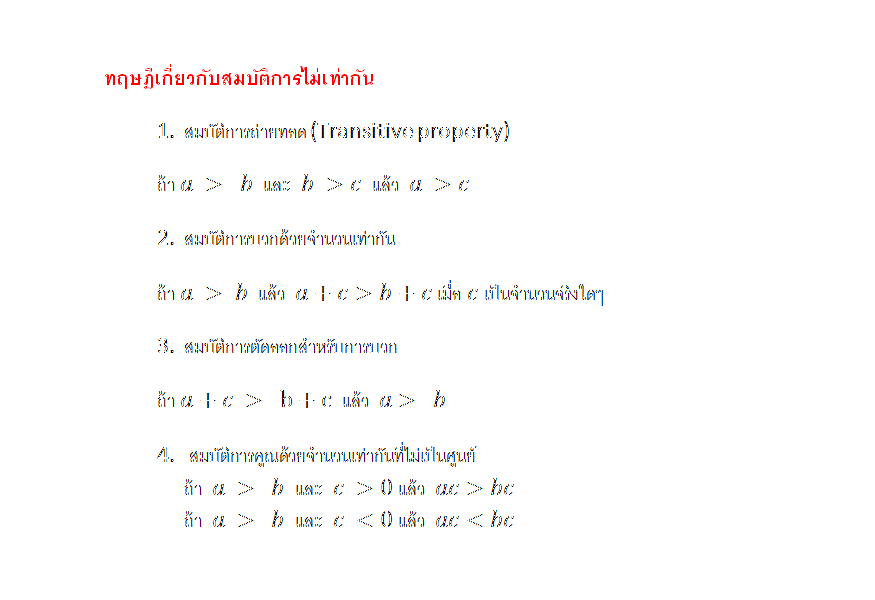 ทฤษฎีเกี่ยวกับสมบัติการไม่เท่ากัน
1. สมบัติการถ่ายทอด (Transitive property)
ถ้า a > b และ b > c แล้ว a > c
2. สมบัติการบวกด้วยจำนวนเท่ากัน
ถ้า a > b แล้ว a + c > b + c เมื่อ c เป็นจำนวนจริงใดๆ
3. สมบัติการตัดออกสำหรับการบวก
ถ้า a + c > b + c แล้ว a > b
4. สมบัติการคูณด้วยจำนวนเท่ากันที่ไม่เป็นศูนย์
ถ้า a > b และ c > 0 แล้ว ac > bc
ถ้า a > b และ c < 0 แล้ว ac < bc